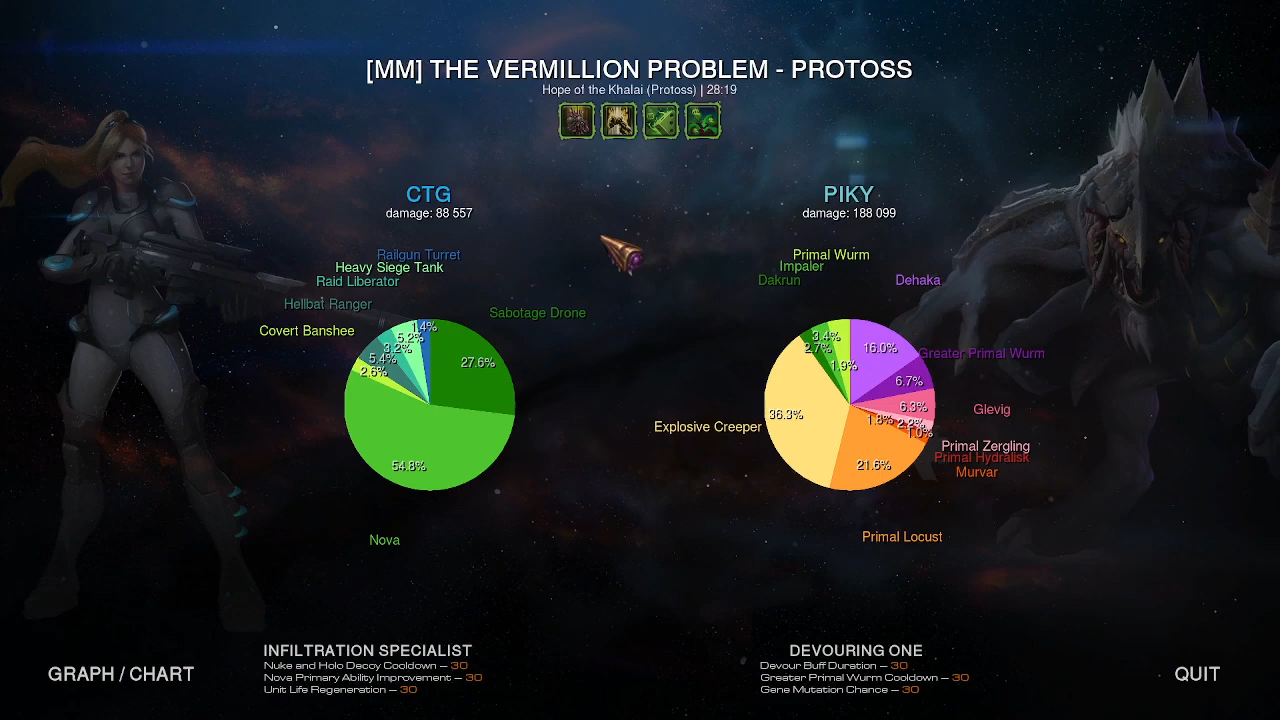 [MM] THE VERMILLION PROBLEM - PROTOSS
Hope of the Khalai (Protoss) | 28:19
CTG
damage: 88 557
Railgun Turret
Heavy Siege Tank
Raid Liberator
Hellbat Ranger
Covert Banshee
Sabotage Drone
1.4%
5.2%
3.2%
5.4%
2.6%
27.6%
54.8%
Nova
PIKY
damage: 188 099
Primal Wurm
Impaler
Dakrun
Dehaka
Greater Primal Wurm
Glevig
Primal Zergling
Primal Hydralisk
Murvar
Explosive Creeper
3.4%
2.7%
1.9%
16.0%
6.7%
6.3%
2.2%
1.8%
1.0%
36.3%
21.6%
Primal Locust
GRAPH / CHART
INFILTRATION SPECIALIST
Nuke and Holo Decoy Cooldown – 30
Nova Primary Ability Improvement – 30
Unit Life Regeneration – 30
DEVOURING ONE
Devour Buff Duration – 30
Greater Primal Wurm Cooldown – 30
Gene Mutation Chance – 30
QUIT